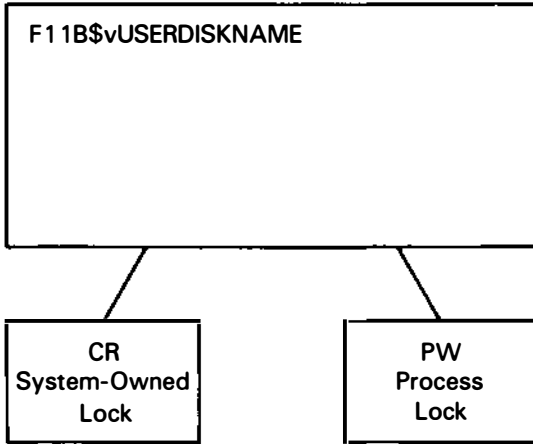 F11B$vUSERDISKNAME
CR
System-Owned
Lock
PW
Process
Lock